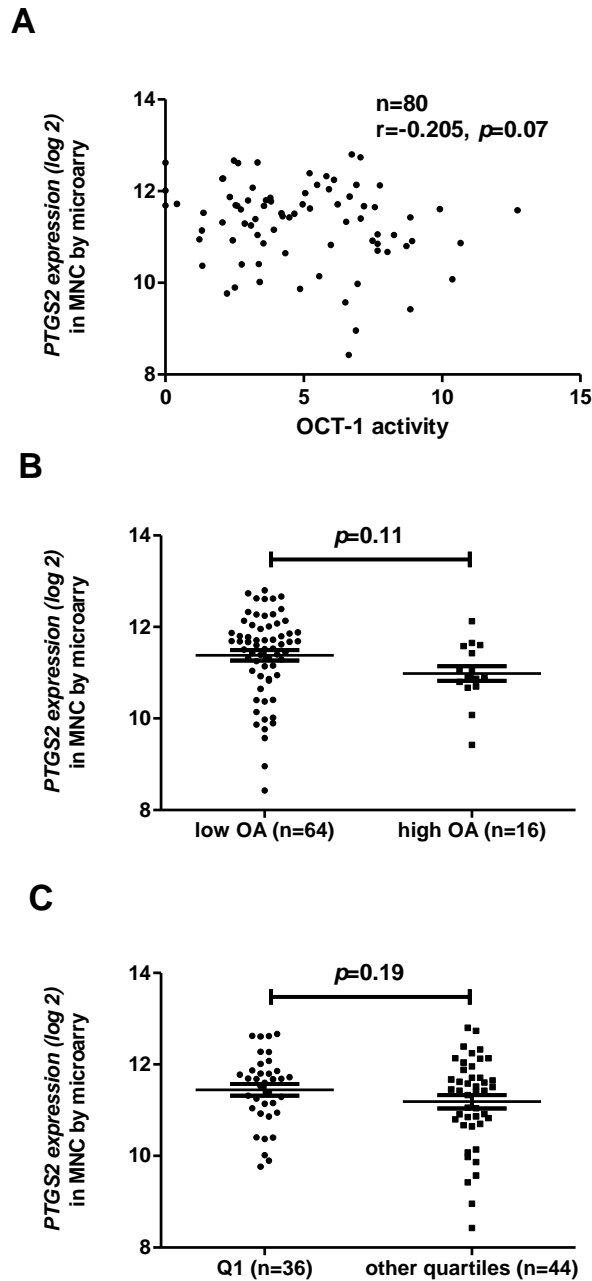 A
n=80
r=-0.205, p=0.07
PTGS2 expression (log 2)
in MNC by microarry
14
12
10
8
0
5
10
15
OCT-1 activity
B
p=0.11
PTGS2 expression (log 2)
in MNC by microarry
14
12
10
8
low OA (n=64)
high OA (n=16)
C
p=0.19
PTGS2 expression (log 2)
in MNC by microarry
14
12
10
8
Q1 (n=36)
other quartiles (n=44)